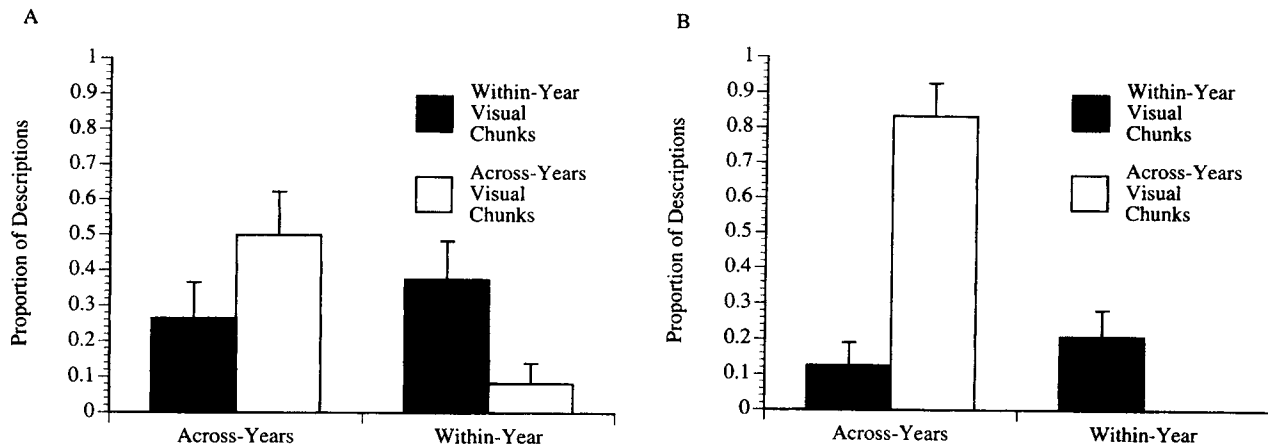 A
Proportion of Descriptions
1
0.9
0.8
0.7
0.6
0.5
0.4
0.3
0.2
0.1
0
Within-Year
Visual
Chunks
Across-Years
Visual
Chunks
Across-Years
Within-Year
B
Proportion of Descriptions
1
0.9
0.8
0.7
0.6
0.5
0.4
0.3
0.2
0.1
0
Within-Year
Visual
Chunks
Across-Years
Visual
Chunks
Across-Years
Within-Year